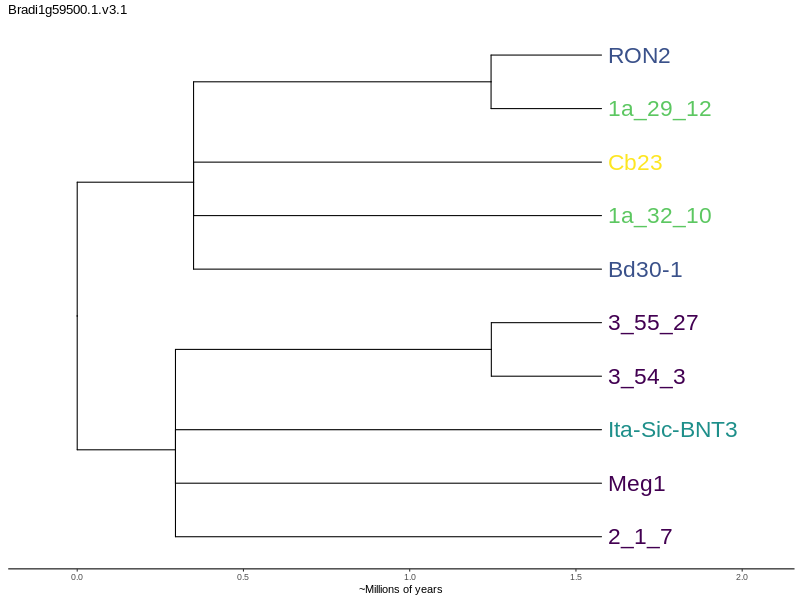 Bradi1g59500.1.v3.1
RON2
1a_29_12
Cb23
1a_32_10
Bd30-1
3_55_27
3_54_3
Ita-Sic-BNT3
Meg1
2_1_7
0.0 0.5 1.0 1.5 2.0
~Millions of years